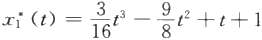 x₁*(t) = 3/16 t³ − 9/8 t² + t + 1